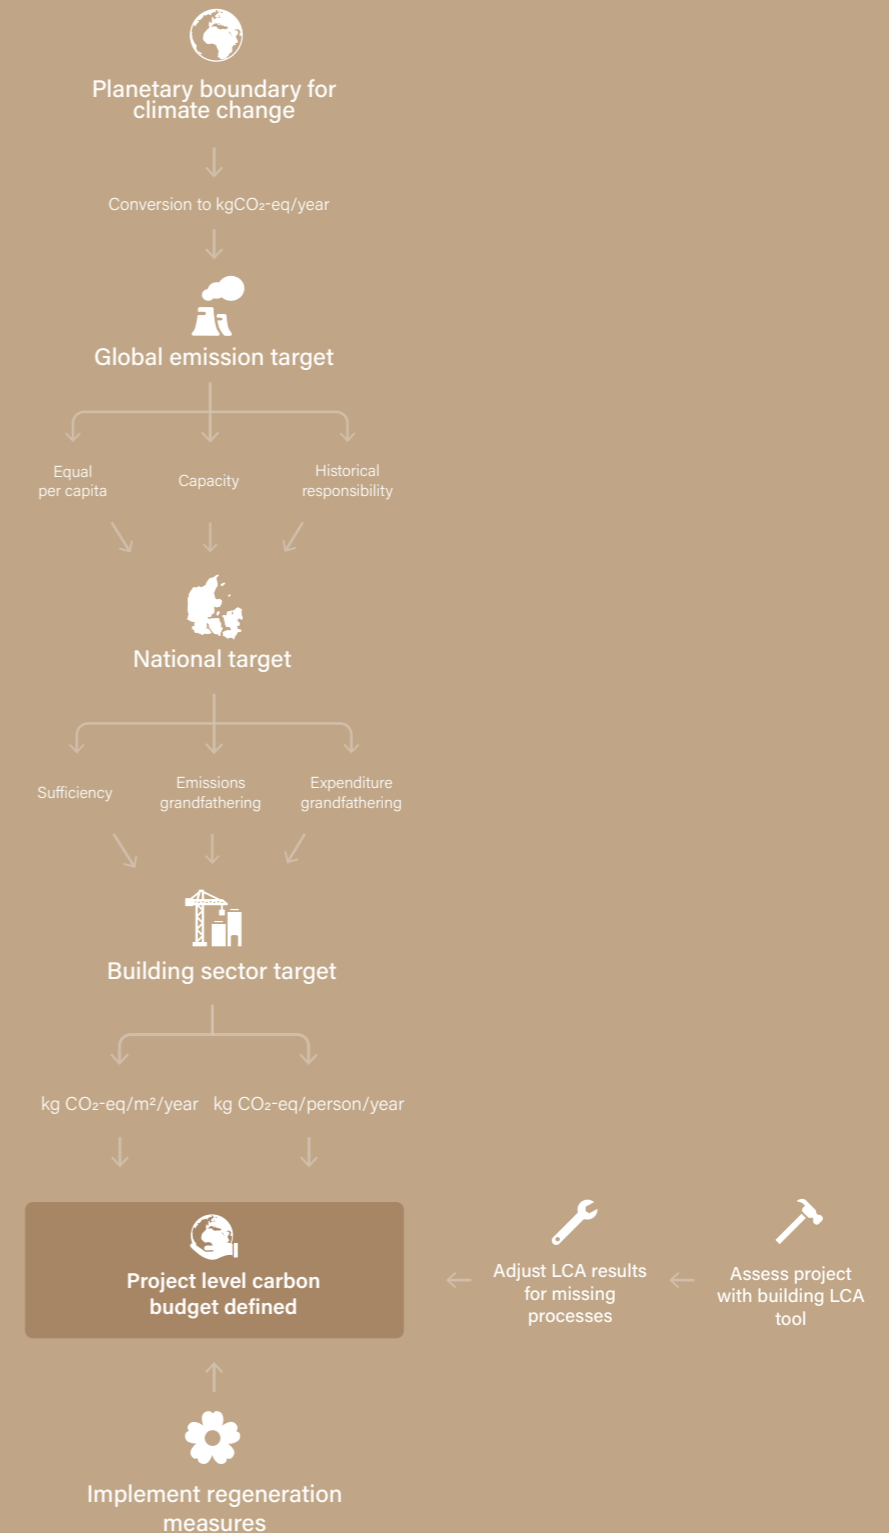 Planetary boundary for
climate change
Conversion to kgCO₂-eq/year
Global emission target
Equal
per capita
Capacity
Historical
responsibility
National target
Sufficiency
Emissions
grandfathering
Expenditure
grandfathering
Building sector target
kg CO₂-eq/m²/year
kg CO₂-eq/person/year
Project level carbon
budget defined
Adjust LCA results
for missing
processes
Assess project
with building LCA
tool
Implement regeneration
measures